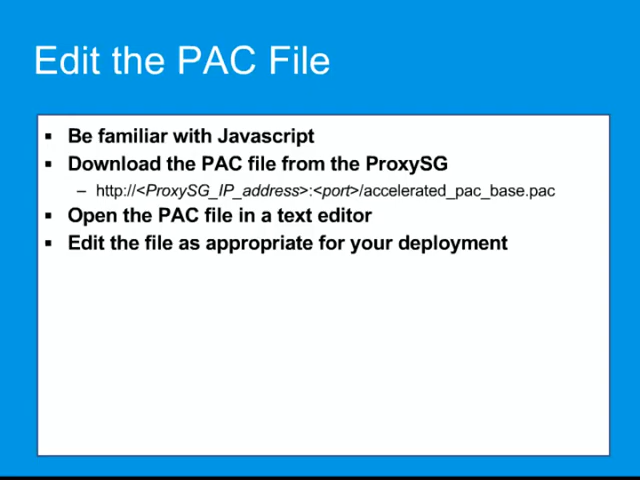 Edit the PAC File
▪ Be familiar with Javascript
▪ Download the PAC file from the ProxySG
– http://<ProxySG_IP_address>:<port>/accelerated_pac_base.pac
▪ Open the PAC file in a text editor
▪ Edit the file as appropriate for your deployment